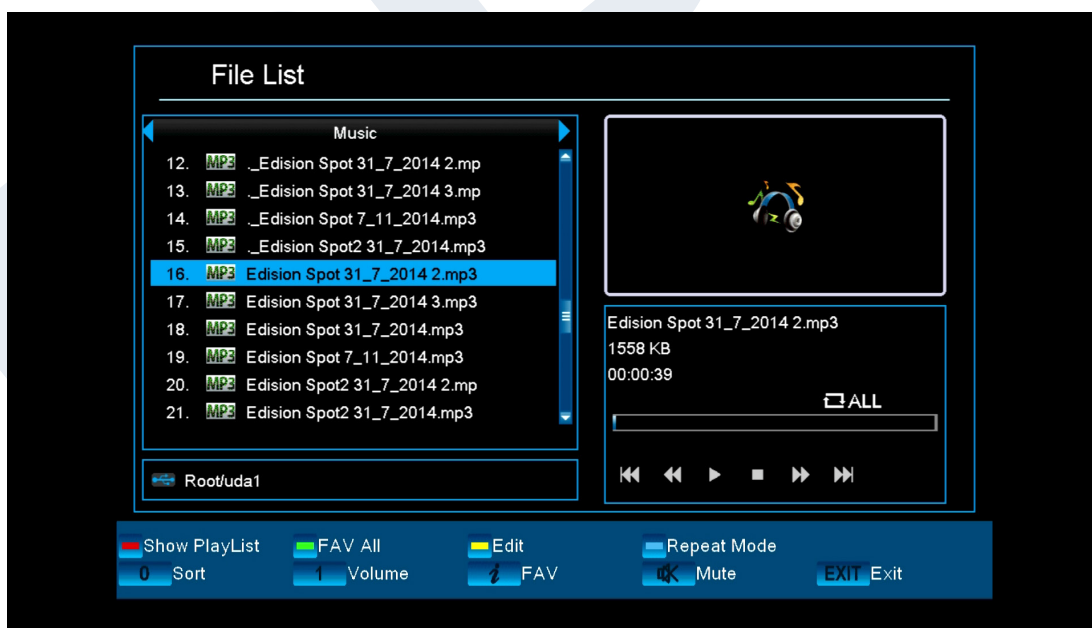 File List
Music
12. MP3 ._Edision Spot 31_7_2014 2.mp
13. MP3 ._Edision Spot 31_7_2014 3.mp
14. MP3 ._Edision Spot 7_11_2014.mp3
15. MP3 ._Edision Spot2 31_7_2014.mp3
16. MP3 Edision Spot 31_7_2014 2.mp3
17. MP3 Edision Spot 31_7_2014 3.mp3
18. MP3 Edision Spot 31_7_2014.mp3
19. MP3 Edision Spot 7_11_2014.mp3
20. MP3 Edision Spot2 31_7_2014 2.mp
21. MP3 Edision Spot2 31_7_2014.mp3
Root/uda1
Edision Spot 31_7_2014 2.mp3
1558 KB
00:00:39
ALL
Show PlayList FAV All Edit Repeat Mode
0 Sort 1 Volume i FAV Mute EXIT Exit